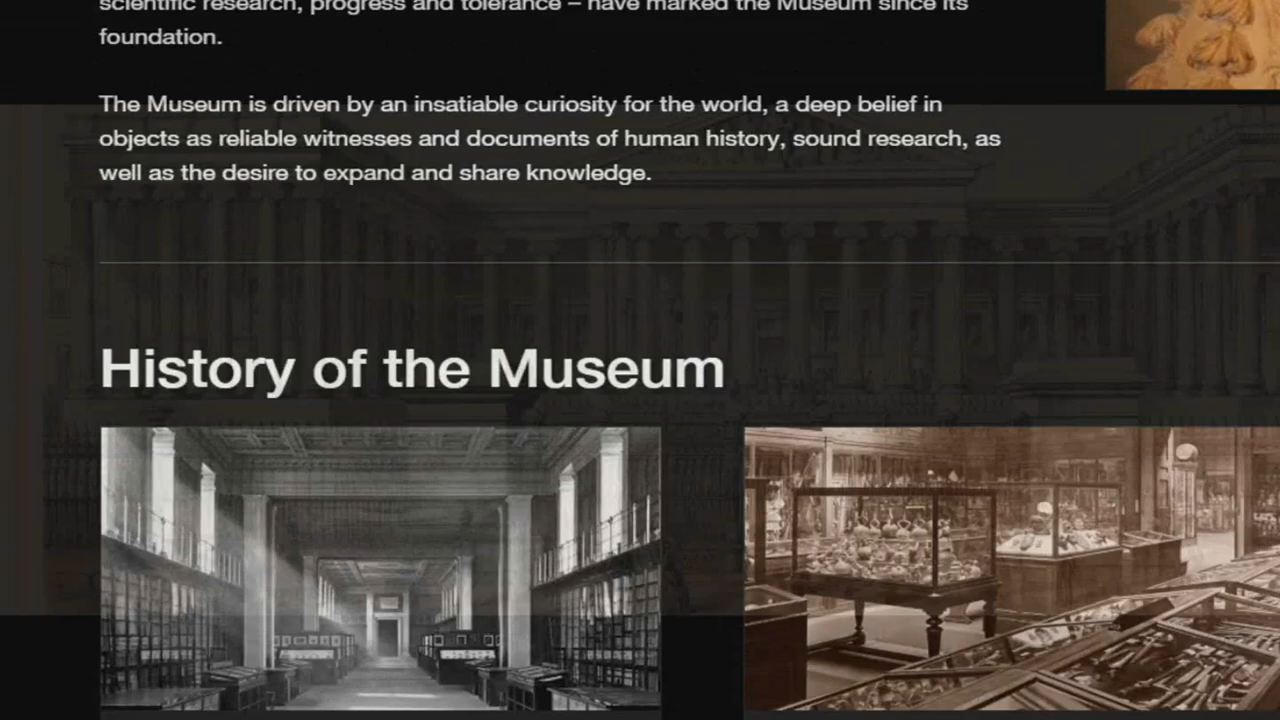 scientific research, progress and tolerance – have marked the Museum since its
foundation.
The Museum is driven by an insatiable curiosity for the world, a deep belief in
objects as reliable witnesses and documents of human history, sound research, as
well as the desire to expand and share knowledge.
History of the Museum